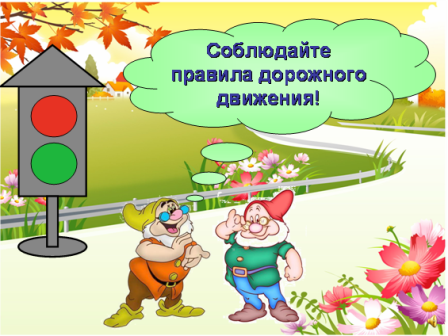 Соблюдайте
правила дорожного
движения!